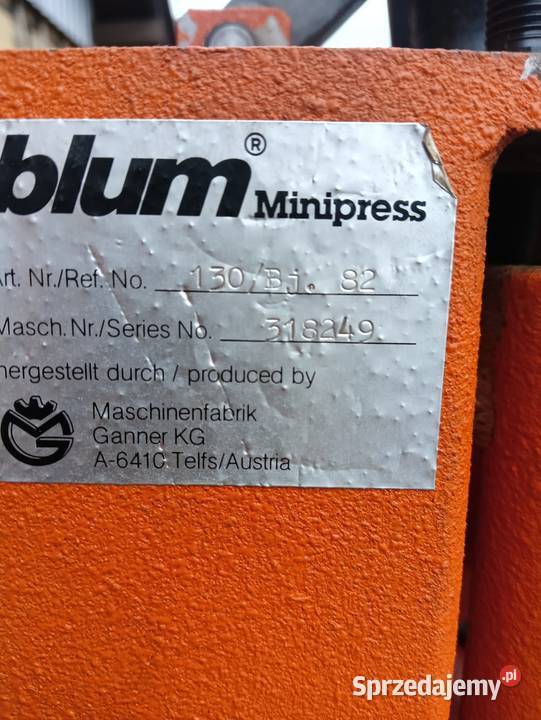 blum®
Minipress
Art. Nr./Ref. No. 130/Bj. 82
Masch.Nr./Series No. 318249.
hergestellt durch / produced by
Maschinenfabrik
Ganner KG
A-6410 Telfs/Austria
MG
Sprzedajemy.pl